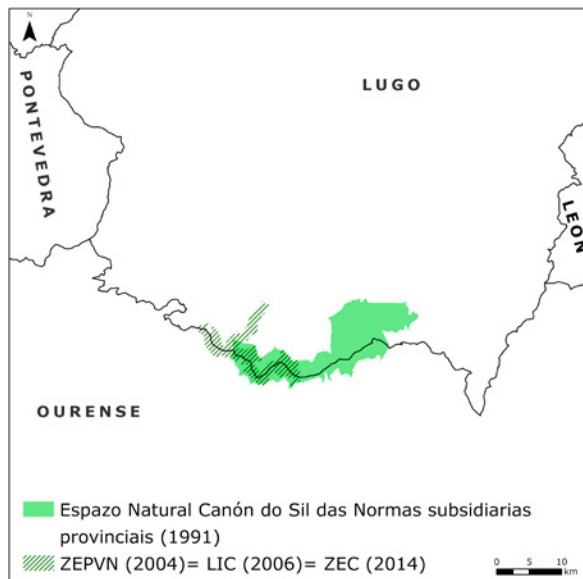 N
PONTEVEDRA
LUGO
LEÓN
OURENSE
Espazo Natural Canón do Sil das Normas subsidiarias
provinciais (1991)
ZEPVN (2004)= LIC (2006)= ZEC (2014)
0 5 10
km